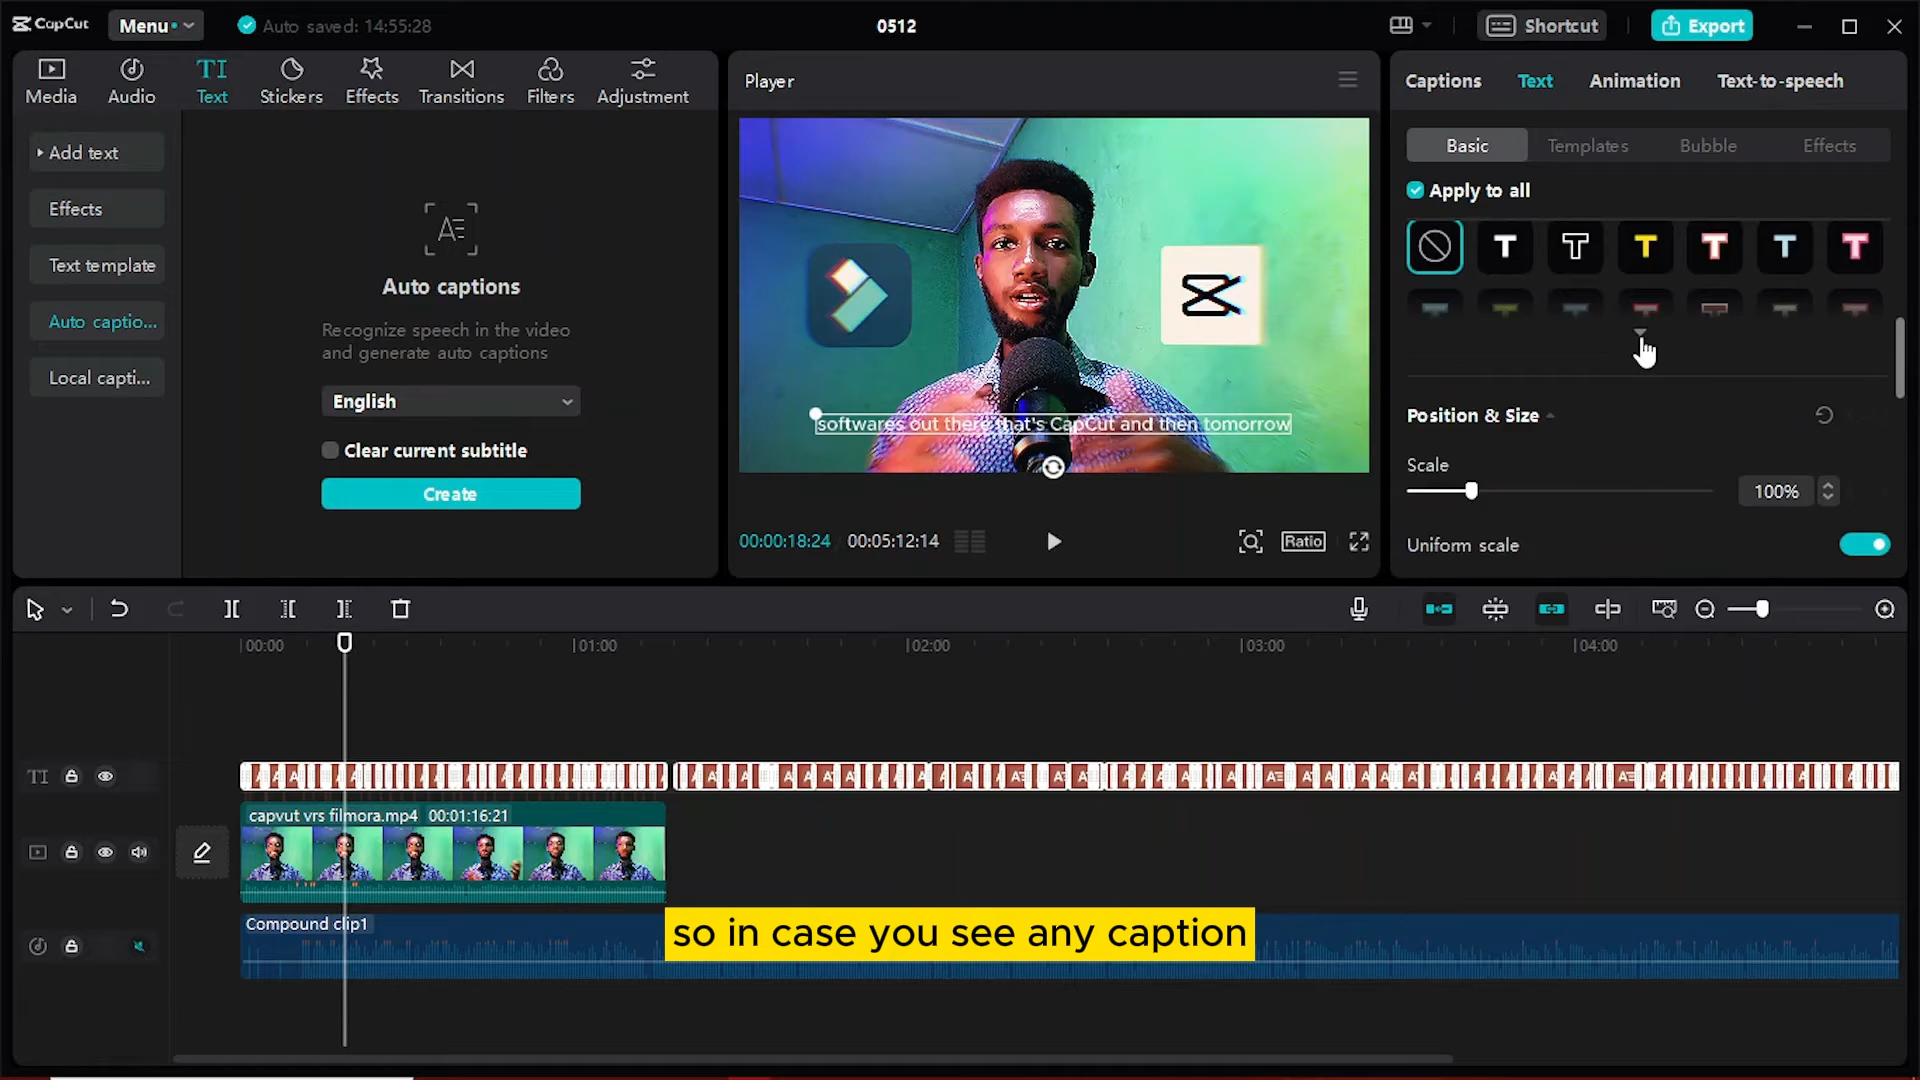 CapCut
Menu
Auto saved: 14:55:28
0512
Shortcut
Export
Media
Audio
TI
Text
Stickers
Effects
Transitions
Filters
Adjustment
Add text
Effects
Text template
Auto captio...
Local capti...
Auto captions
Recognize speech in the video
and generate auto captions
English
Clear current subtitle
Create
Player
softwares out there that's CapCut and then tomorrow
00:00:18:24
00:05:12:14
Ratio
Captions
Text
Animation
Text-to-speech
Basic
Templates
Bubble
Effects
Apply to all
T T T T T T
Position & Size
Scale
100%
Uniform scale
00:00
01:00
02:00
03:00
04:00
TI
capvut vrs filmora.mp4 00:01:16:21
Compound clip1
so in case you see any caption